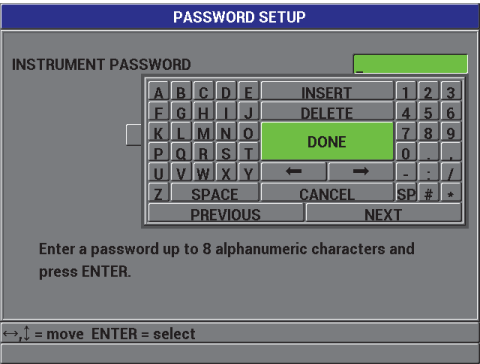 PASSWORD SETUP
INSTRUMENT PASSWORD _
A B C D E INSERT 1 2 3
F G H I J DELETE 4 5 6
K L M N O DONE 7 8 9
P Q R S T 0 . ,
U V W X Y ← → - : /
Z SPACE CANCEL SP # *
PREVIOUS NEXT
Enter a password up to 8 alphanumeric characters and
press ENTER.
↔,↕ = move ENTER = select